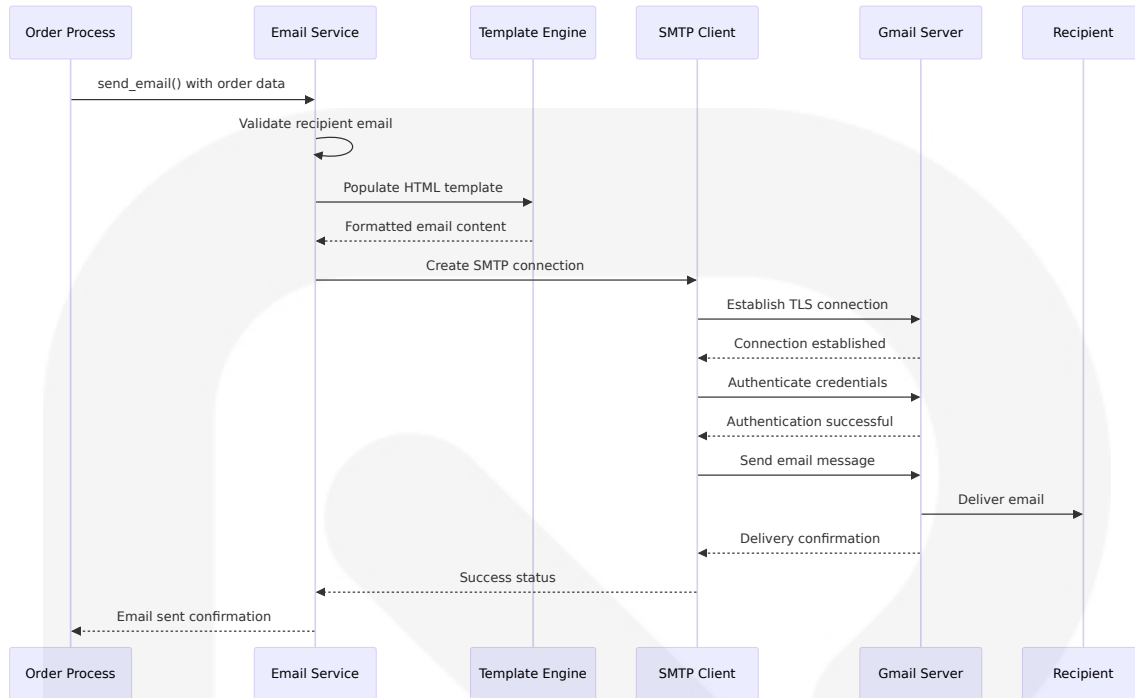 Order Process
Email Service
Template Engine
SMTP Client
Gmail Server
Recipient
send_email() with order data
Validate recipient email
Populate HTML template
Formatted email content
Create SMTP connection
Establish TLS connection
Connection established
Authenticate credentials
Authentication successful
Send email message
Deliver email
Delivery confirmation
Success status
Email sent confirmation
Order Process
Email Service
Template Engine
SMTP Client
Gmail Server
Recipient